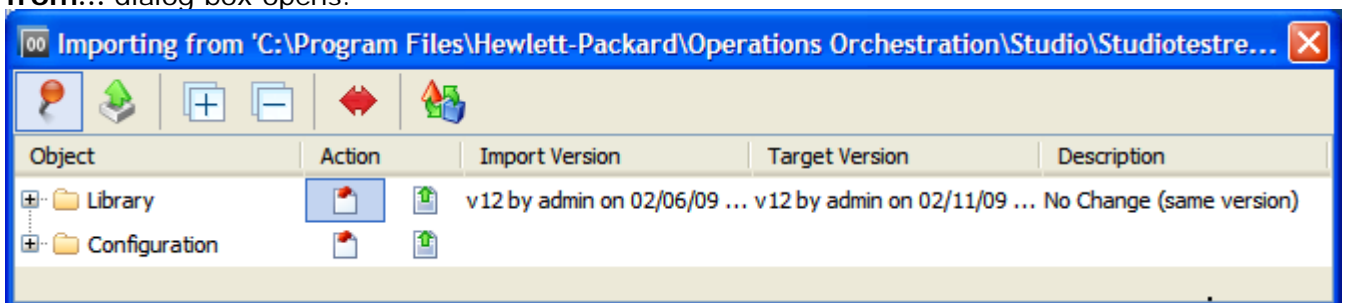 from... dialog box opens.
Importing from 'C:\Program Files\Hewlett-Packard\Operations Orchestration\Studio\Studiotestre...
Object Action Import Version Target Version Description
Library v12 by admin on 02/06/09 ... v12 by admin on 02/11/09 ... No Change (same version)
Configuration